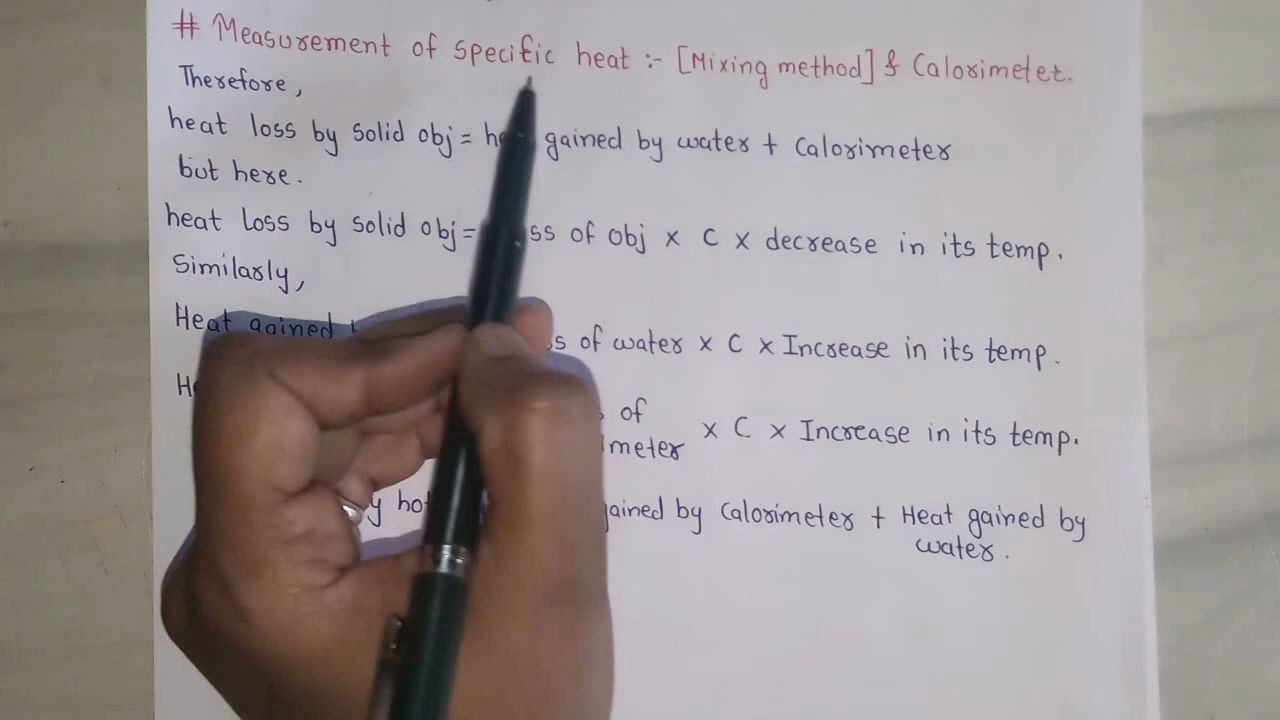 # Measurement of specific heat :- [Mixing method] & Calorimeter.
Therefore,
heat loss by solid obj = gained by water + Calorimeter
but here.
heat loss by solid obj = of obj x C x decrease in its temp.
Similarly,
Heat gained of water x C x Increase in its temp.
of x C x Increase in its temp.
gained by Calorimeter + Heat gained by
water.